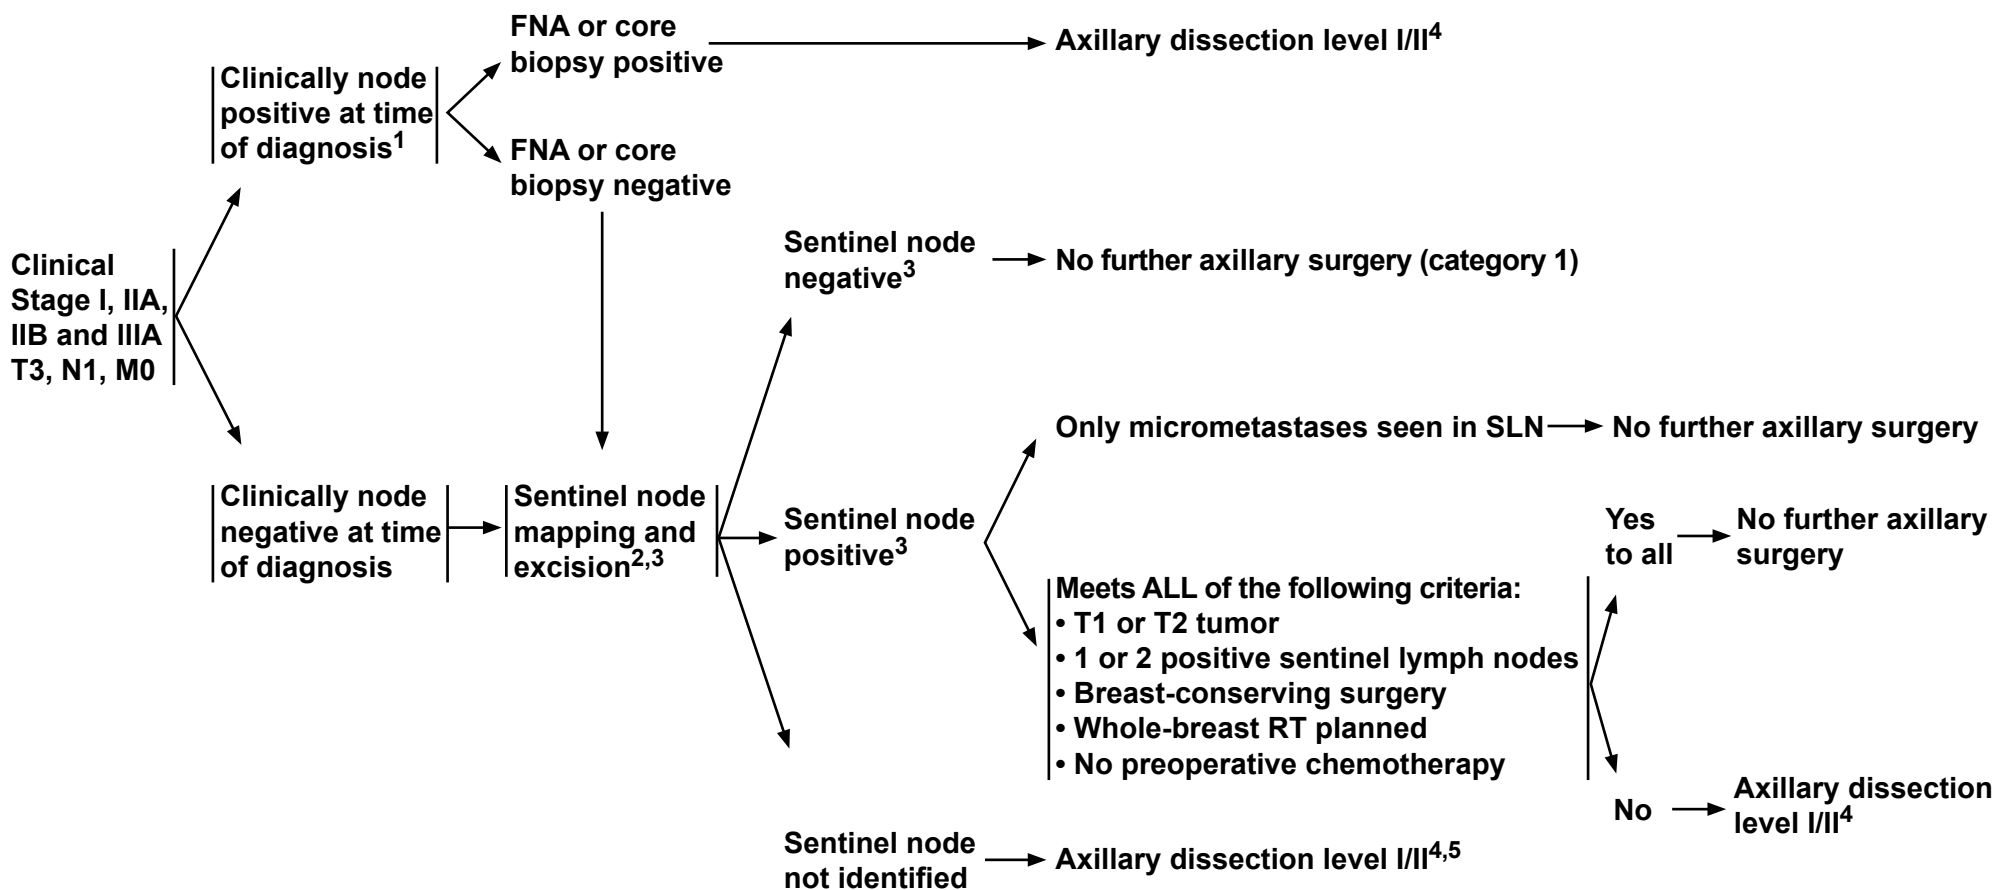 Clinical
Stage I, IIA,
IIB and IIIA
T3, N1, M0
Clinically node
positive at time
of diagnosis1
FNA or core
biopsy positive
Axillary dissection level I/II4
FNA or core
biopsy negative
Clinically node
negative at time
of diagnosis
Sentinel node
mapping and
excision2,3
Sentinel node
negative3
No further axillary surgery (category 1)
Sentinel node
positive3
Only micrometastases seen in SLN
No further axillary surgery
Meets ALL of the following criteria:
• T1 or T2 tumor
• 1 or 2 positive sentinel lymph nodes
• Breast-conserving surgery
• Whole-breast RT planned
• No preoperative chemotherapy
Yes
to all
No further axillary
surgery
No
Axillary dissection
level I/II4
Sentinel node
not identified
Axillary dissection level I/II4,5